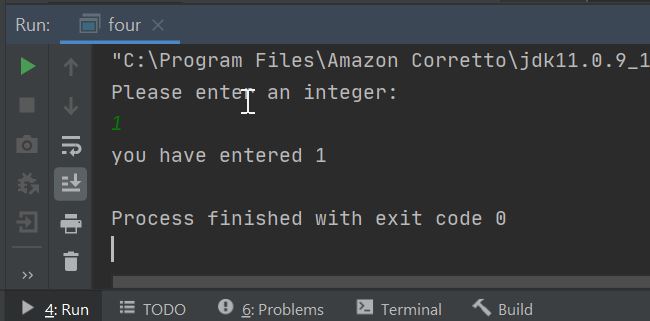 Run: four
"C:\Program Files\Amazon Corretto\jdk11.0.9_1
Please enter an integer:
1
you have entered 1
Process finished with exit code 0
4: Run TODO 6: Problems Terminal Build